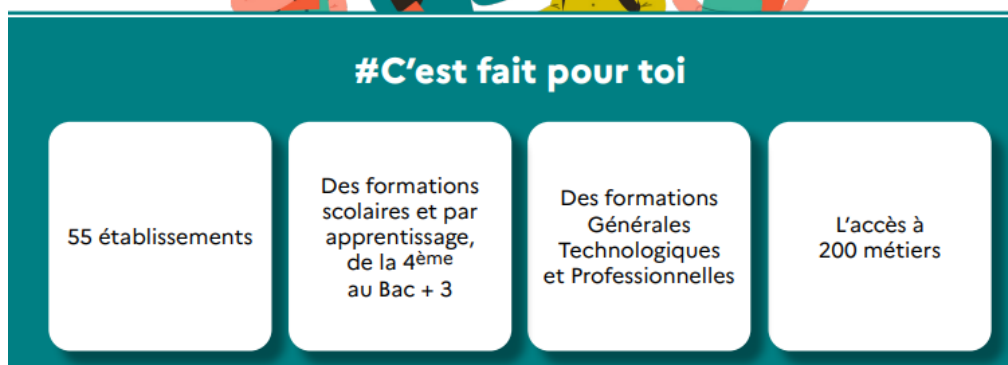 #C'est fait pour toi
55 établissements
Des formations
scolaires et par
apprentissage,
de la 4ème
au Bac + 3
Des formations
Générales
Technologiques
et Professionnelles
L'accès à
200 métiers